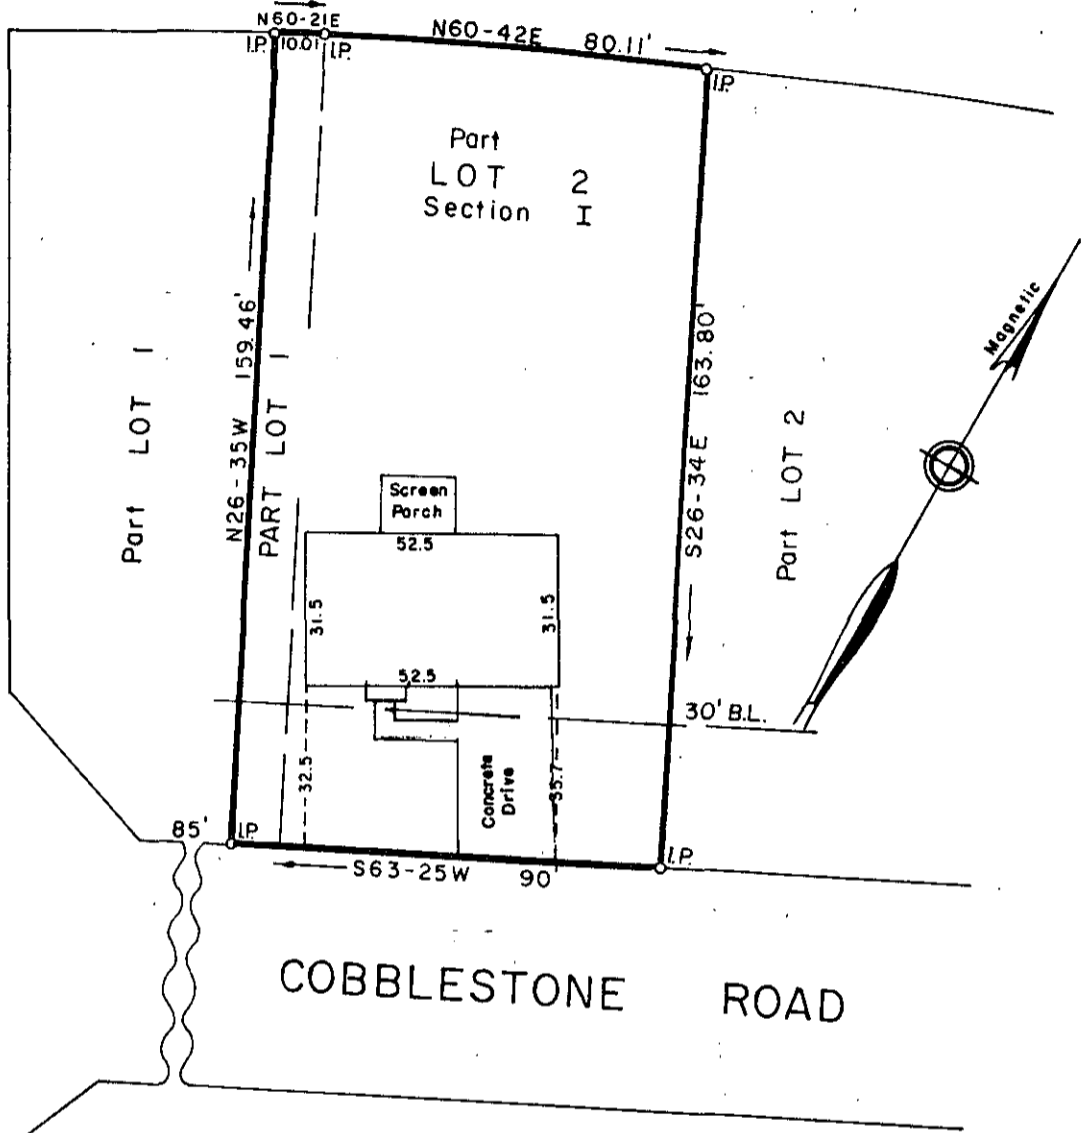 N60-21E
I.P.
10.01
I.P.
N60-42E 80.11'
I.P.
Part
LOT 2
Section I
Magnetic
Part LOT 1
N26-35W 159.46'
PART LOT 1
S26-34E 163.80'
Part LOT 2
Screen
Porch
52.5
31.5
31.5
52.5
30' B.L.
32.5
Concrete
Drive
35.7
85'
I.P.
S63-25W 90
I.P.
COBBLESTONE ROAD